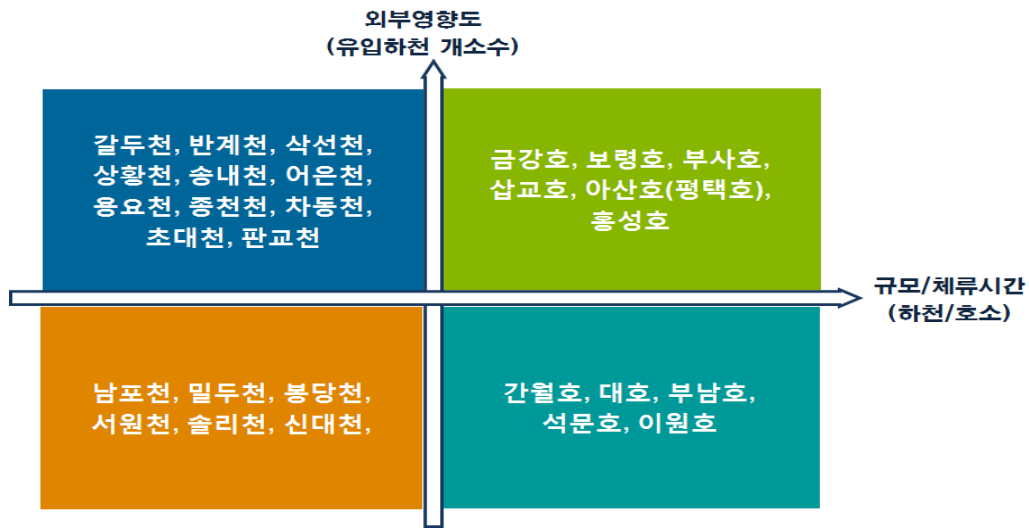 외부영향도
(유입하천 개소수)
갈두천, 반계천, 삭선천,
상황천, 송내천, 어은천,
용요천, 종천천, 차동천,
초대천, 판교천
금강호, 보령호, 부사호,
삽교호, 아산호(평택호),
홍성호
규모/체류시간
(하천/호소)
남포천, 밀두천, 봉당천,
서원천, 솔리천, 신대천,
간월호, 대호, 부남호,
석문호, 이원호